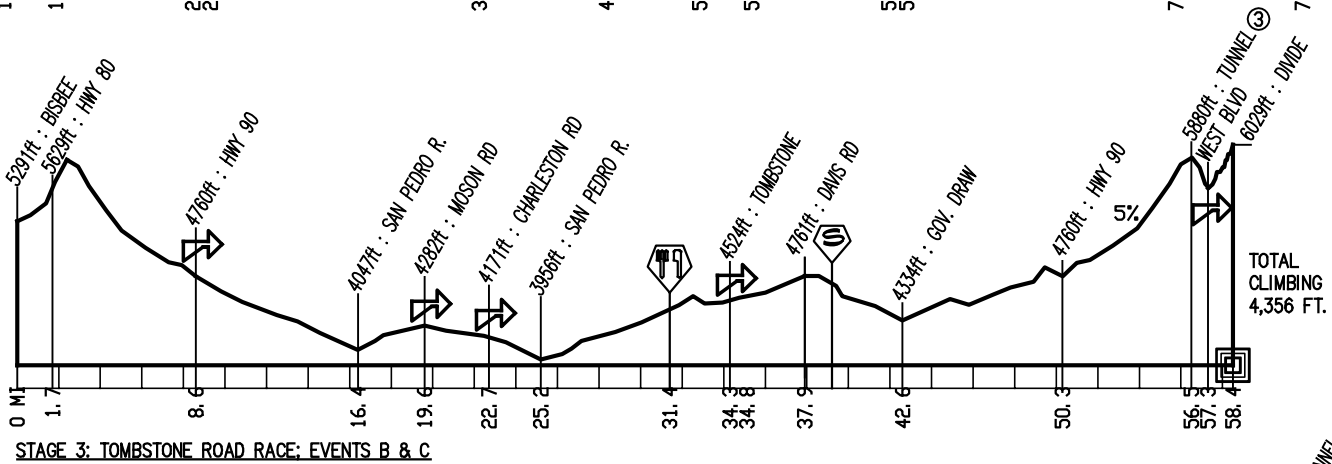 5291ft : BISBEE
5629ft : HWY 80
4760ft : HWY 90
4047ft : SAN PEDRO R.
4282ft : MOSON RD
4171ft : CHARLESTON RD
3956ft : SAN PEDRO R.
4524ft : TOMBSTONE
4761ft : DAVIS RD
S
4334ft : GOV. DRAW
4760ft : HWY 90
5%
5880ft : TUNNEL 3
WEST BLVD
6029ft : DIVIDE
TOTAL
CLIMBING
4,356 FT.
0 MI
1.7
8.6
16.4
19.6
22.7
25.2
31.4
34.3
34.8
37.9
42.6
50.3
56.5
57.3
58.4
STAGE 3: TOMBSTONE ROAD RACE; EVENTS B & C